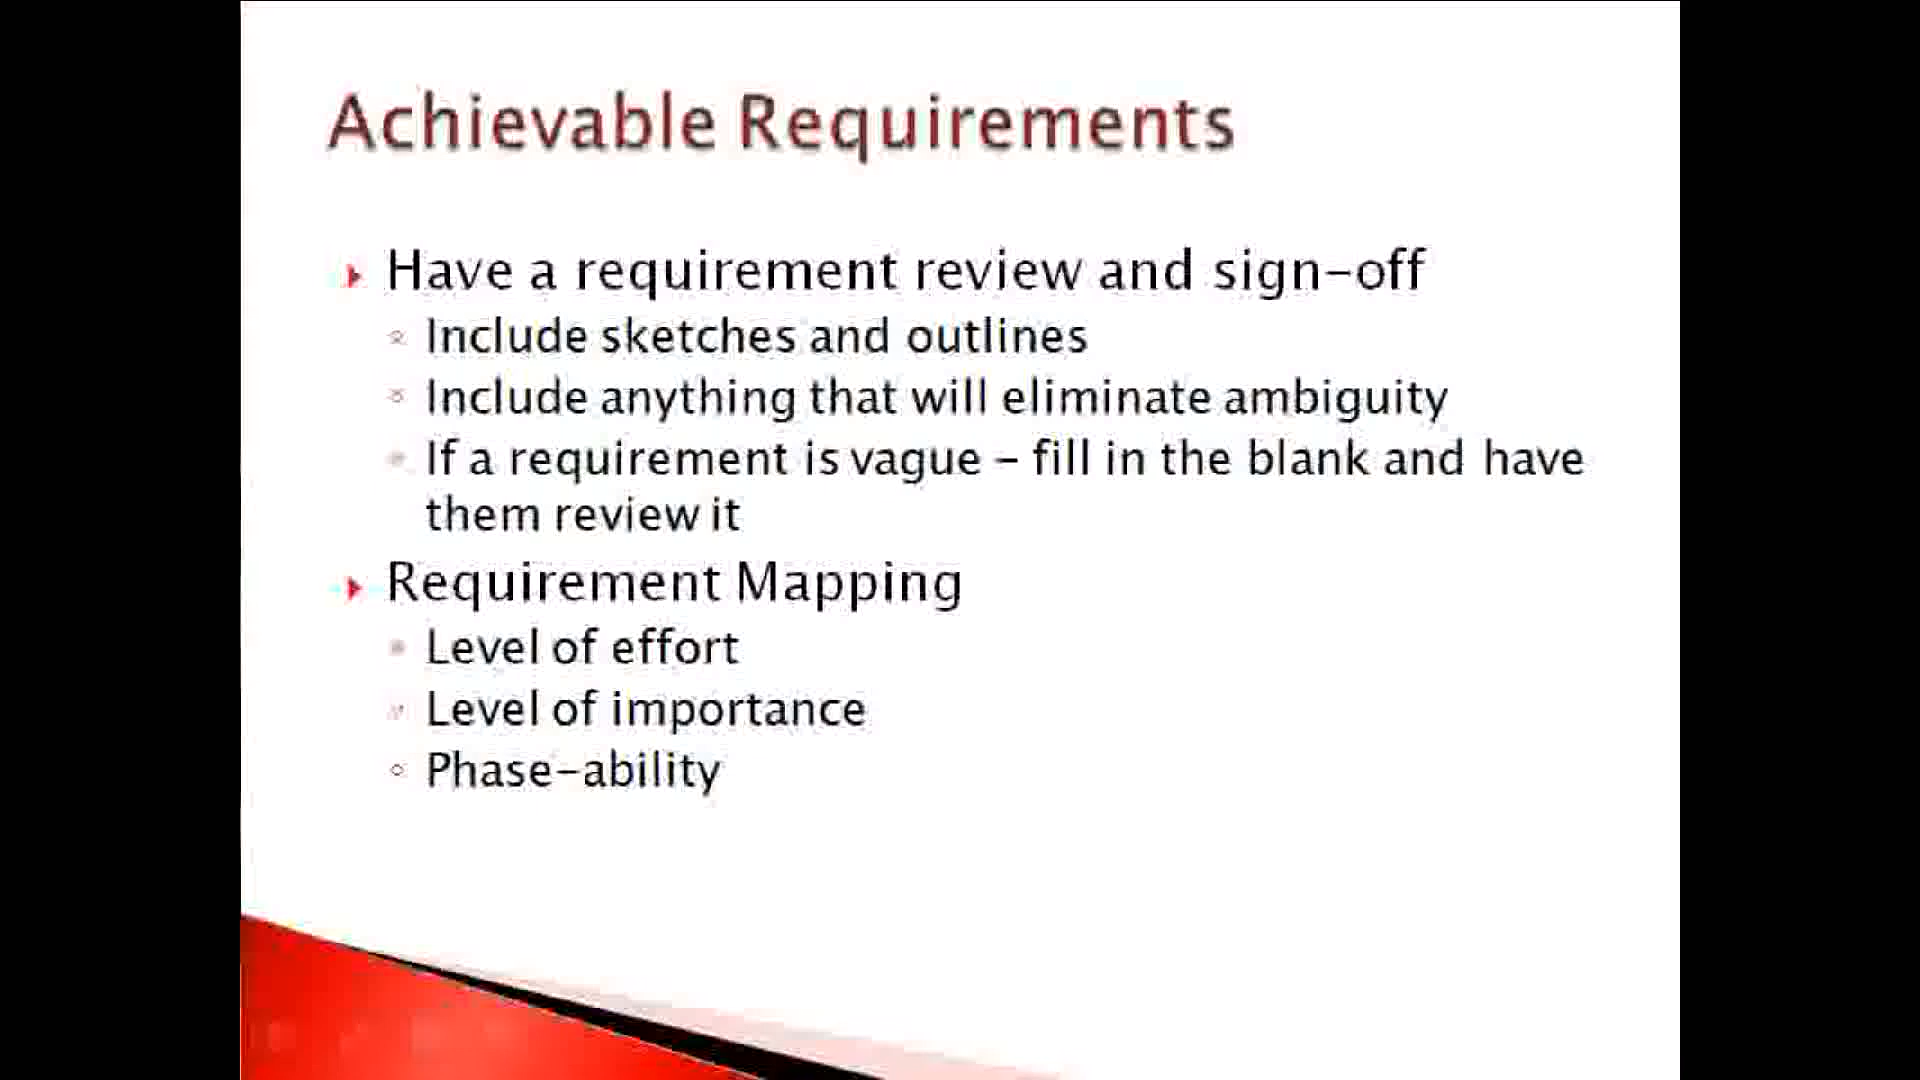 Achievable Requirements
Have a requirement review and sign-off
Include sketches and outlines
Include anything that will eliminate ambiguity
If a requirement is vague – fill in the blank and have
them review it
Requirement Mapping
Level of effort
Level of importance
Phase-ability